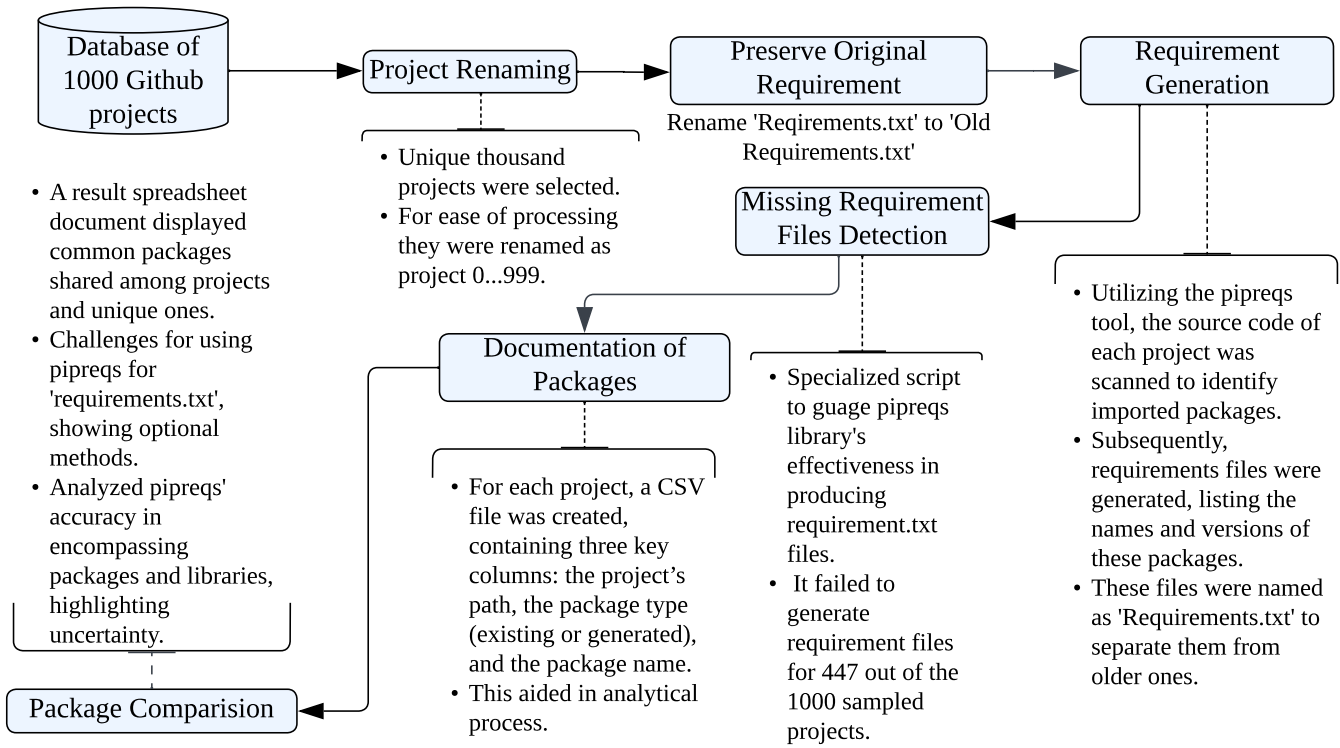 Database of
1000 Github
projects
Project Renaming
Preserve Original
Requirement
Requirement
Generation
Rename 'Reqirements.txt' to 'Old
Requirements.txt'
• Unique thousand
projects were selected.
• For ease of processing
they were renamed as
project 0...999.
Missing Requirement
Files Detection
• A result spreadsheet
document displayed
common packages
shared among projects
and unique ones.
• Challenges for using
pipreqs for
'requirements.txt',
showing optional
methods.
• Analyzed pipreqs'
accuracy in
encompassing
packages and libraries,
highlighting
uncertainty.
Package Comparision
Documentation of
Packages
• For each project, a CSV
file was created,
containing three key
columns: the project’s
path, the package type
(existing or generated),
and the package name.
• This aided in analytical
process.
• Specialized script
to guage pipreqs
library's
effectiveness in
producing
requirement.txt
files.
• It failed to
generate
requirement files
for 447 out of the
1000 sampled
projects.
• Utilizing the pipreqs
tool, the source code of
each project was
scanned to identify
imported packages.
• Subsequently,
requirements files were
generated, listing the
names and versions of
these packages.
• These files were named
as 'Requirements.txt' to
separate them from
older ones.